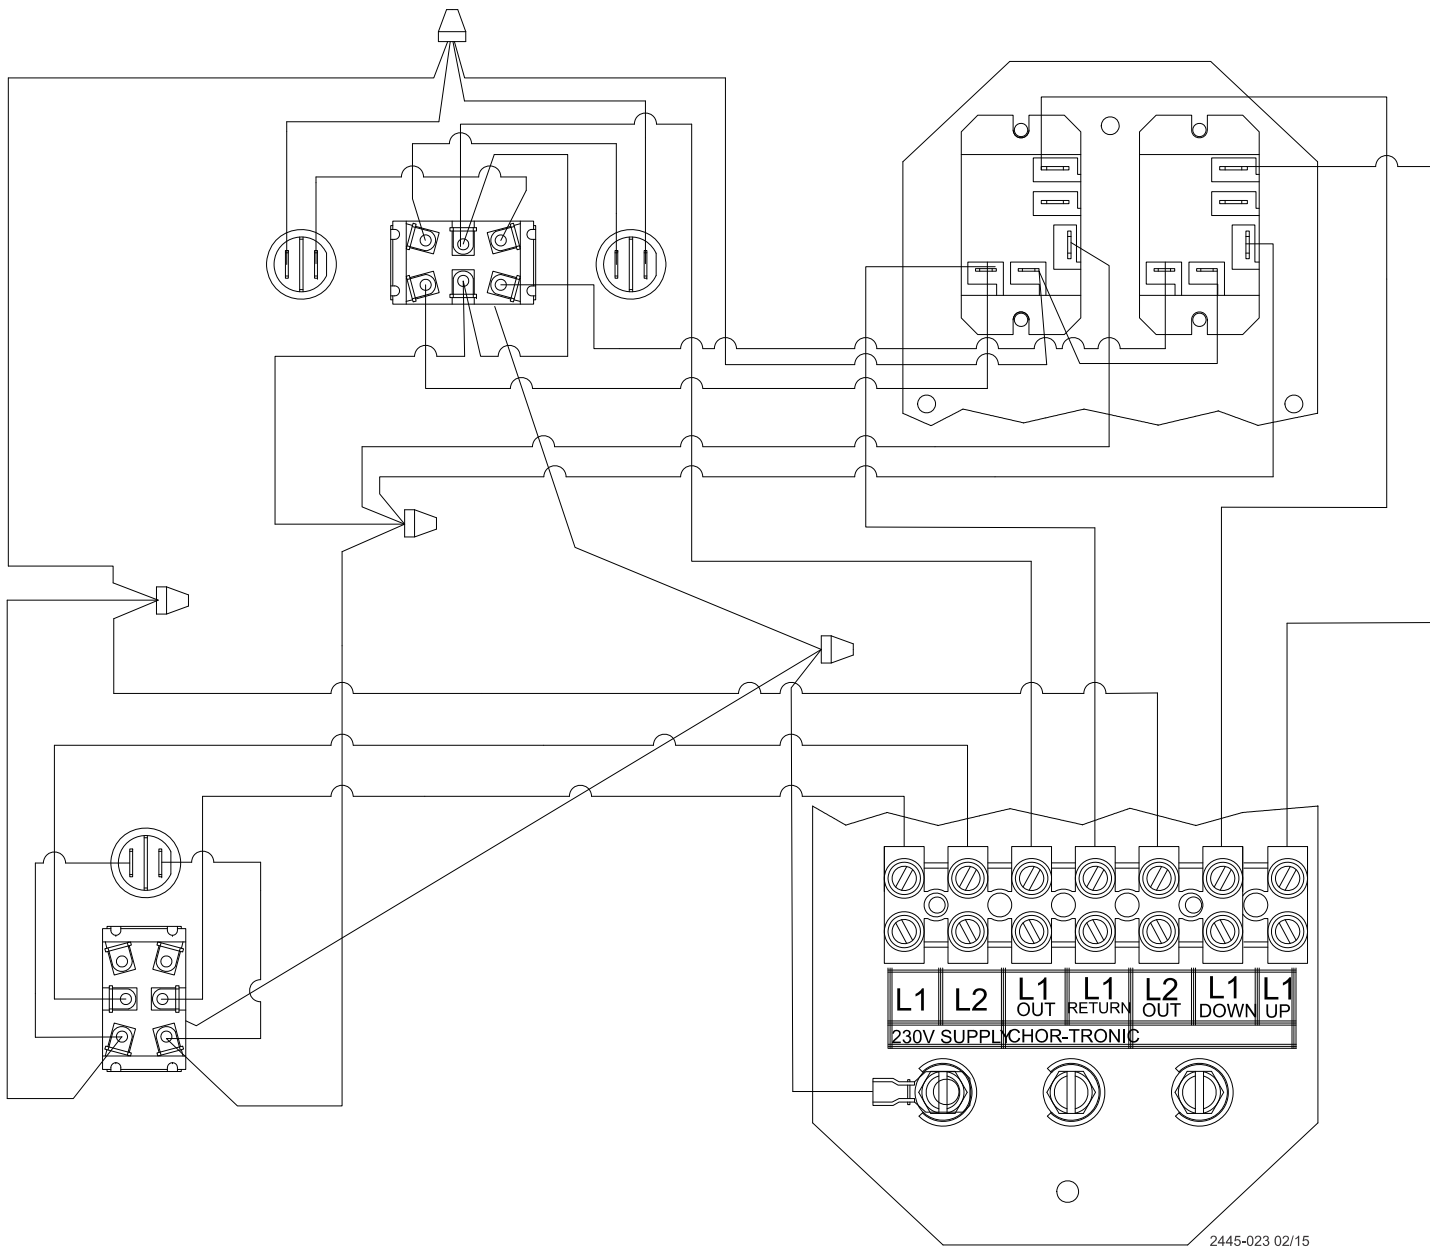 L1 L2 L1 L1 L2 L1 L1
OUT RETURN OUT DOWN UP
230V SUPPLY CHOR-TRONIC
2445-023 02/15